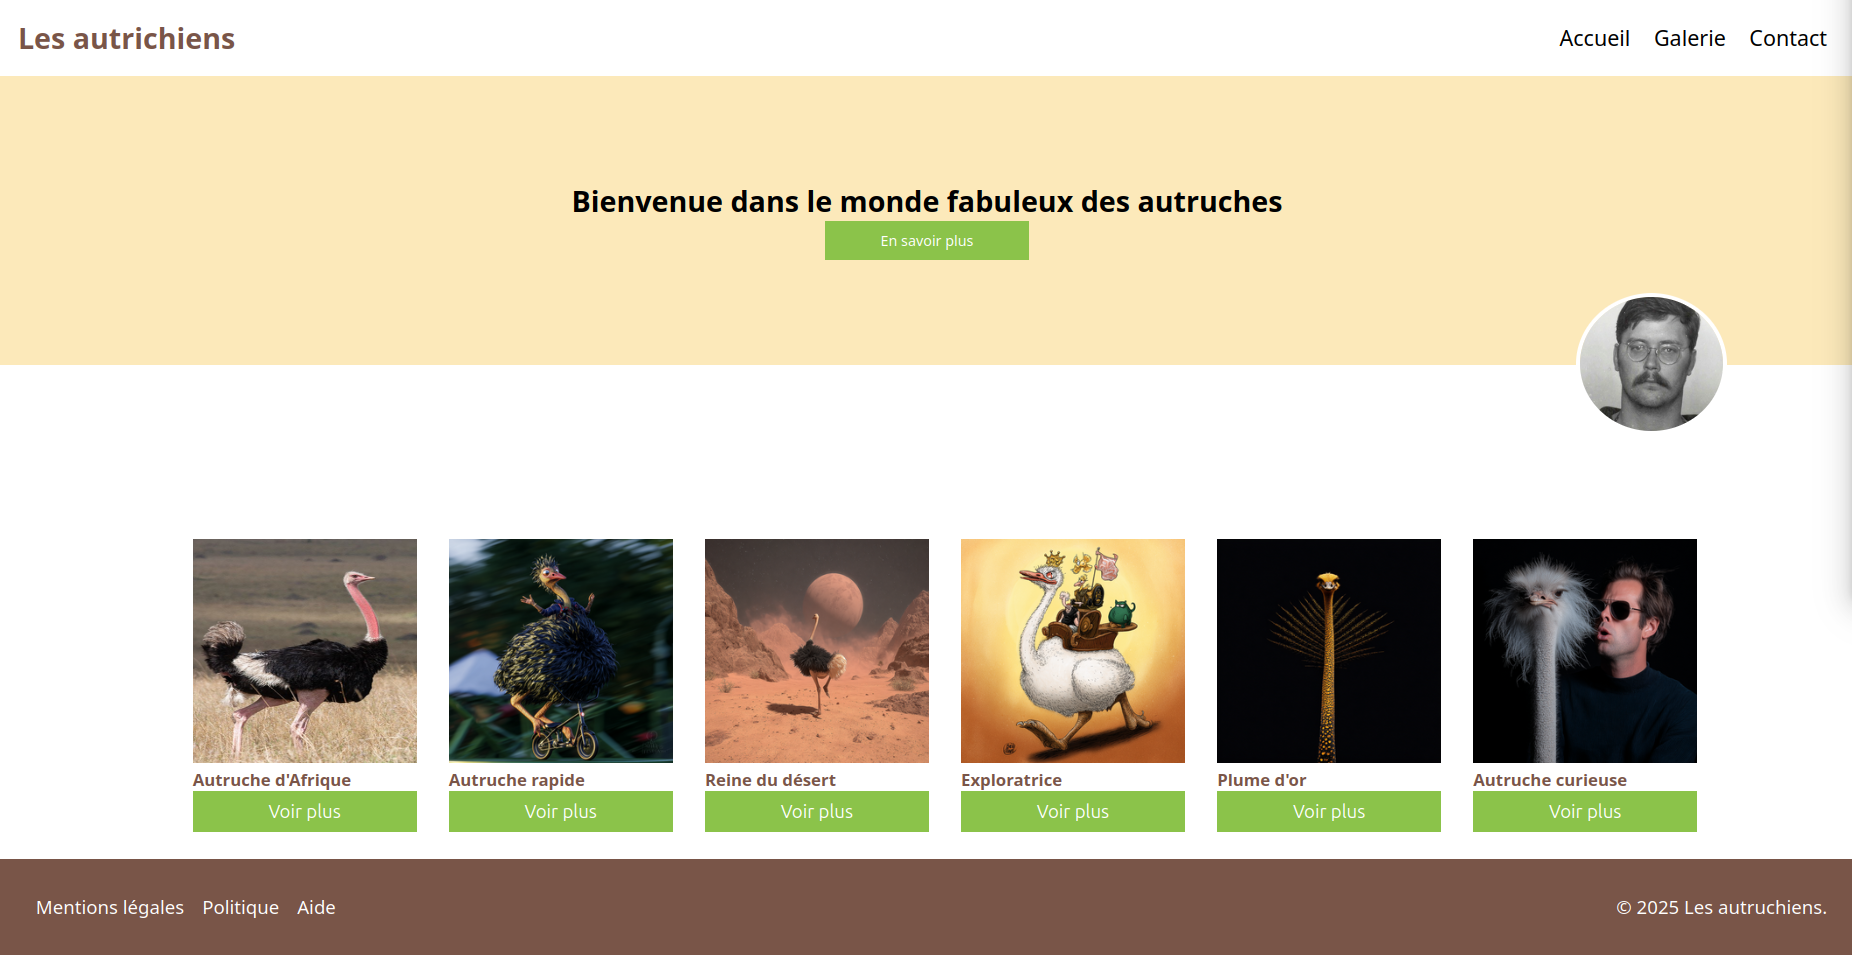 Les autrichiens
Accueil Galerie Contact
Bienvenue dans le monde fabuleux des autruches
En savoir plus
Autruche d'Afrique
Voir plus
Autruche rapide
Voir plus
Reine du désert
Voir plus
Exploratrice
Voir plus
Plume d'or
Voir plus
Autruche curieuse
Voir plus
Mentions légales Politique Aide
© 2025 Les autruchiens.